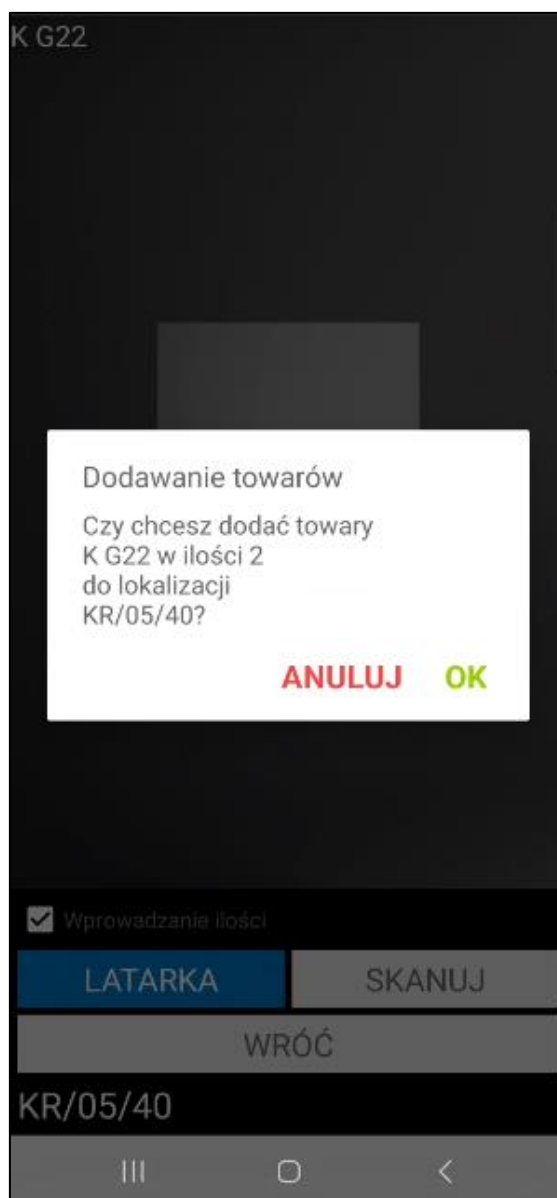 K G22
Dodawanie towarów
Czy chcesz dodać towary
K G22 w ilości 2
do lokalizacji
KR/05/40?
ANULUJ OK
Wprowadzanie ilości
LATARKA SKANUJ
WRÓĆ
KR/05/40